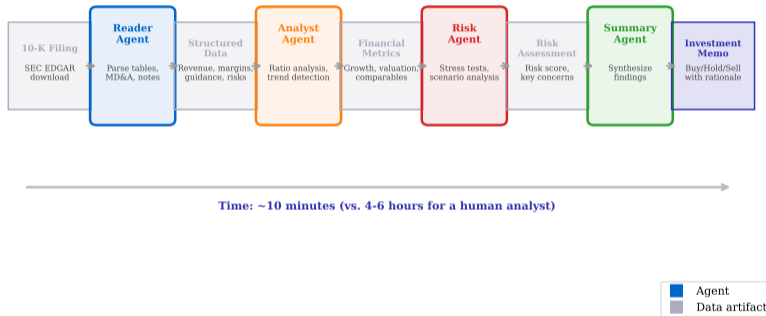 10-K Filing
SEC EDGAR
download
Reader
Agent
Parse tables,
MD&A, notes
Structured
Data
Revenue, margins,
guidance, risks
Analyst
Agent
Ratio analysis,
trend detection
Financial
Metrics
Growth, valuation,
comparables
Risk
Agent
Stress tests,
scenario analysis
Risk
Assessment
Risk score,
key concerns
Summary
Agent
Synthesize
findings
Investment
Memo
Buy/Hold/Sell
with rationale
Time: ~10 minutes (vs. 4-6 hours for a human analyst)
Agent
Data artifact